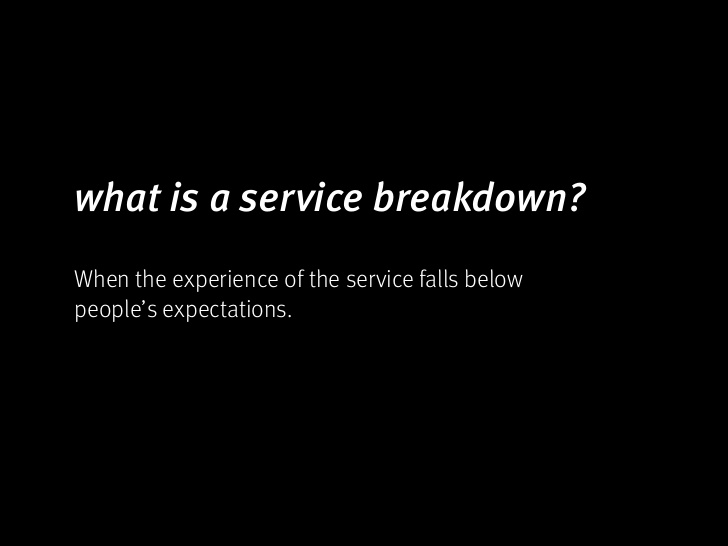 what is a service breakdown?
When the experience of the service falls below
people’s expectations.